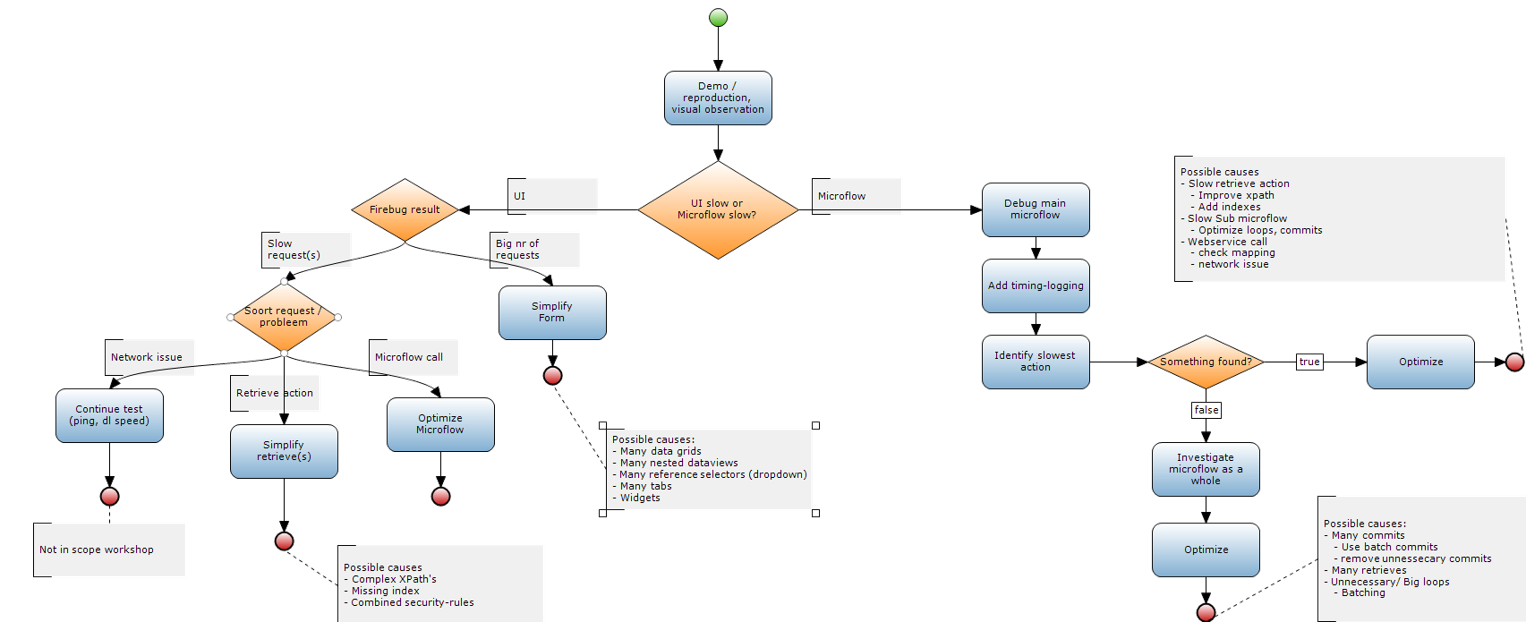 Demo /
reproduction,
visual observation
UI slow or
Microflow slow?
UI
Microflow
Firebug result
Slow
request(s)
Big nr of
requests
Soort request /
probleem
Simplify
Form
Network issue
Retrieve action
Microflow call
Continue test
(ping, dl speed)
Simplify
retrieve(s)
Optimize
Microflow
Not in scope workshop
Possible causes
- Complex XPath's
- Missing index
- Combined security-rules
Possible causes:
- Many data grids
- Many nested dataviews
- Many reference selectors (dropdown)
- Many tabs
- Widgets
Debug main
microflow
Add timing-logging
Identify slowest
action
Something found?
true
Optimize
Possible causes
- Slow retrieve action
- Improve xpath
- Add indexes
- Slow Sub microflow
- Optimize loops, commits
- Webservice call
- check mapping
- network issue
false
Investigate
microflow as a
whole
Optimize
Possible causes:
- Many commits
- Use batch commits
- remove unnessecary commits
- Many retrieves
- Unnecessary/ Big loops
- Batching